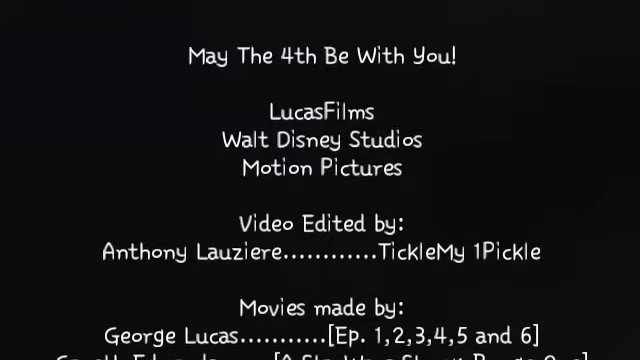 May The 4th Be With You!
LucasFilms
Walt Disney Studios
Motion Pictures
Video Edited by:
Anthony Lauziere............TickleMy 1Pickle
Movies made by:
George Lucas...........[Ep. 1,2,3,4,5 and 6]